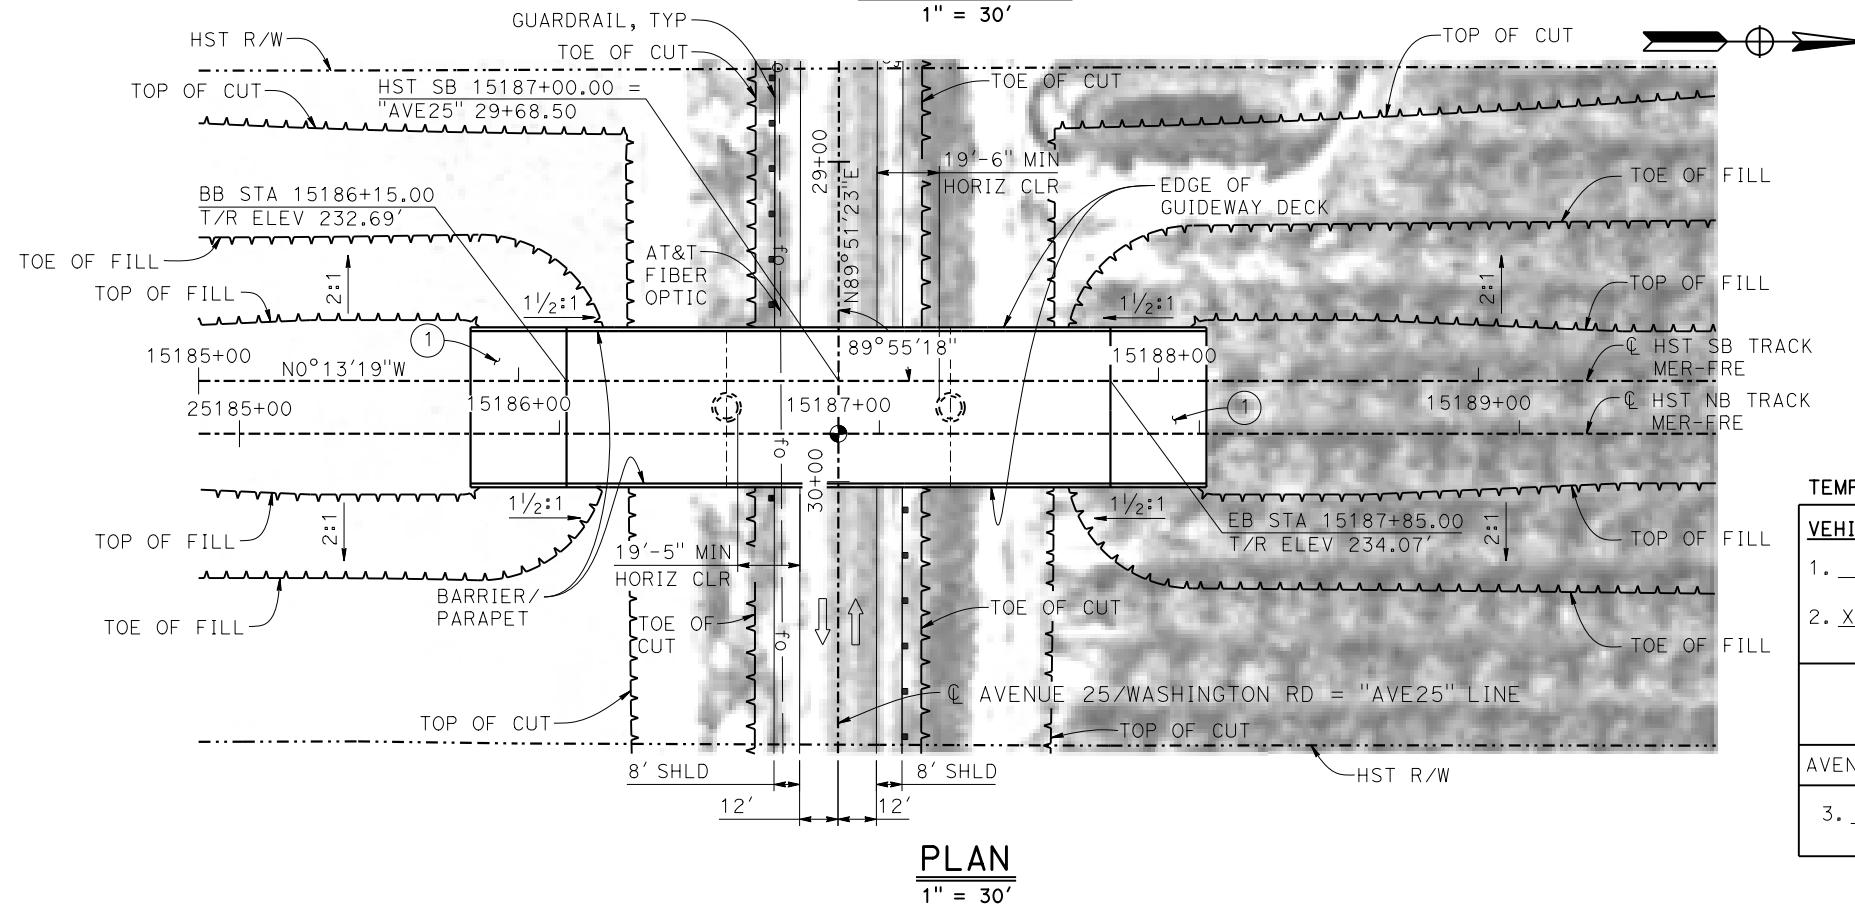 1" = 30'
GUARDRAIL, TYP
HST R/W
TOE OF CUT
TOP OF CUT
TOP OF CUT
HST SB 15187+00.00 =
"AVE25" 29+68.50
TOE OF CUT
29+00
19'-6" MIN
HORIZ CLR
BB STA 15186+15.00
T/R ELEV 232.69'
EDGE OF
GUIDEWAY DECK
TOE OF FILL
N89°51'23"E
AT&T
FIBER
OPTIC
fo
TOE OF FILL
TOP OF FILL
2:1
1½:1
1½:1
2:1
TOP OF FILL
1
15185+00
N0°13'19"W
89°55'18"
15188+00
℄ HST SB TRACK
MER-FRE
25185+00
15186+00
15187+00
1
15189+00
℄ HST NB TRACK
MER-FRE
fo
30+00
TOP OF FILL
2:1
1½:1
1½:1
EB STA 15187+85.00
T/R ELEV 234.07'
2:1
TOP OF FILL
19'-5" MIN
HORIZ CLR
BARRIER/
PARAPET
TOE OF FILL
TOE OF
CUT
fo
TOE OF CUT
TOE OF FILL
℄ AVENUE 25/WASHINGTON RD = "AVE25" LINE
TOP OF CUT
TOP OF CUT
HST R/W
8' SHLD
8' SHLD
12'
12'
PLAN
1" = 30'
TEMP
VEHI
1.
2. X
AVEN
3.